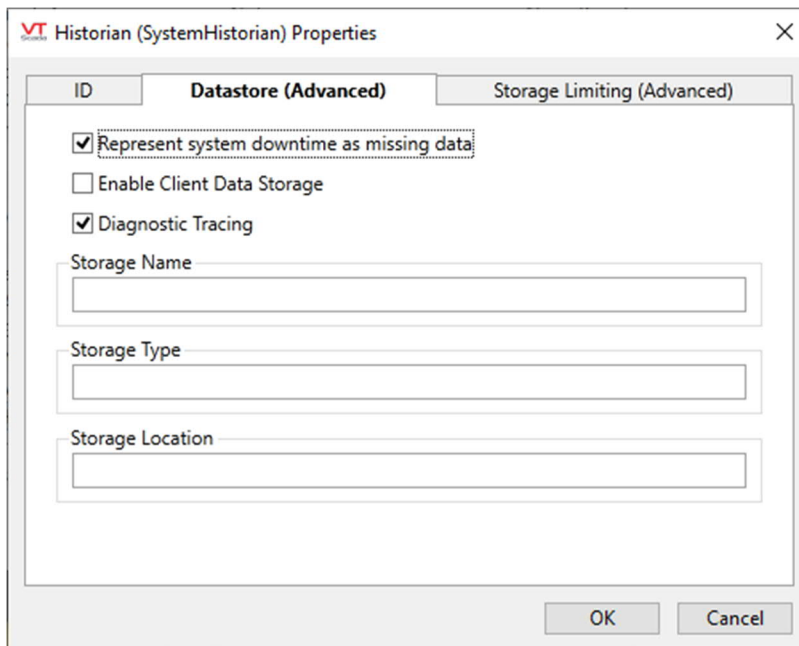 VT
Scada
Historian (SystemHistorian) Properties
ID
Datastore (Advanced)
Storage Limiting (Advanced)
Represent system downtime as missing data
Enable Client Data Storage
Diagnostic Tracing
Storage Name
Storage Type
Storage Location
OK
Cancel